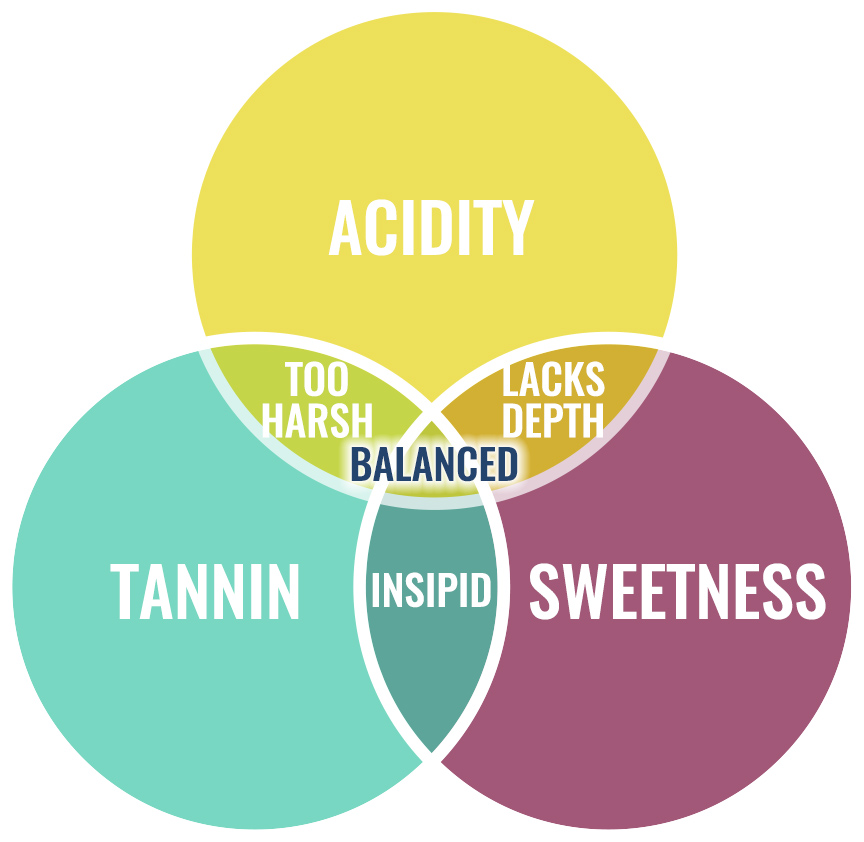 ACIDITY
TOO
HARSH
LACKS
DEPTH
BALANCED
TANNIN
INSIPID
SWEETNESS